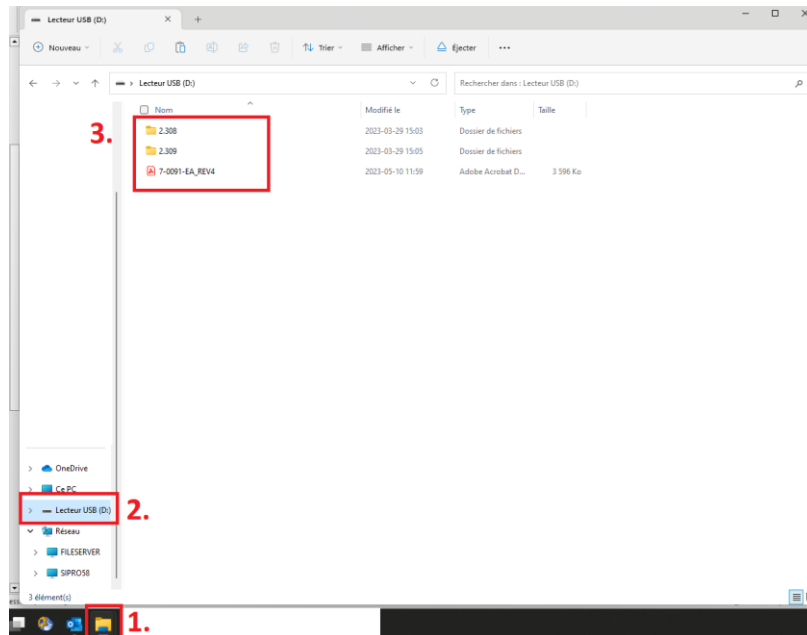 Lecteur USB (D:)
Nouveau
Trier
Afficher
Éjecter
Lecteur USB (D:)
Rechercher dans : Lecteur USB (D:)
Nom
Modifié le
Type
Taille
3.
2.308
2023-03-29 15:03
Dossier de fichiers
2.309
2023-03-29 15:05
Dossier de fichiers
7-0091-EA_REV4
2023-05-10 11:59
Adobe Acrobat D...
3 596 Ko
OneDrive
Ce PC
Lecteur USB (D:)
2.
Réseau
FILESERVER
SIPRO58
3 élément(s)
1.